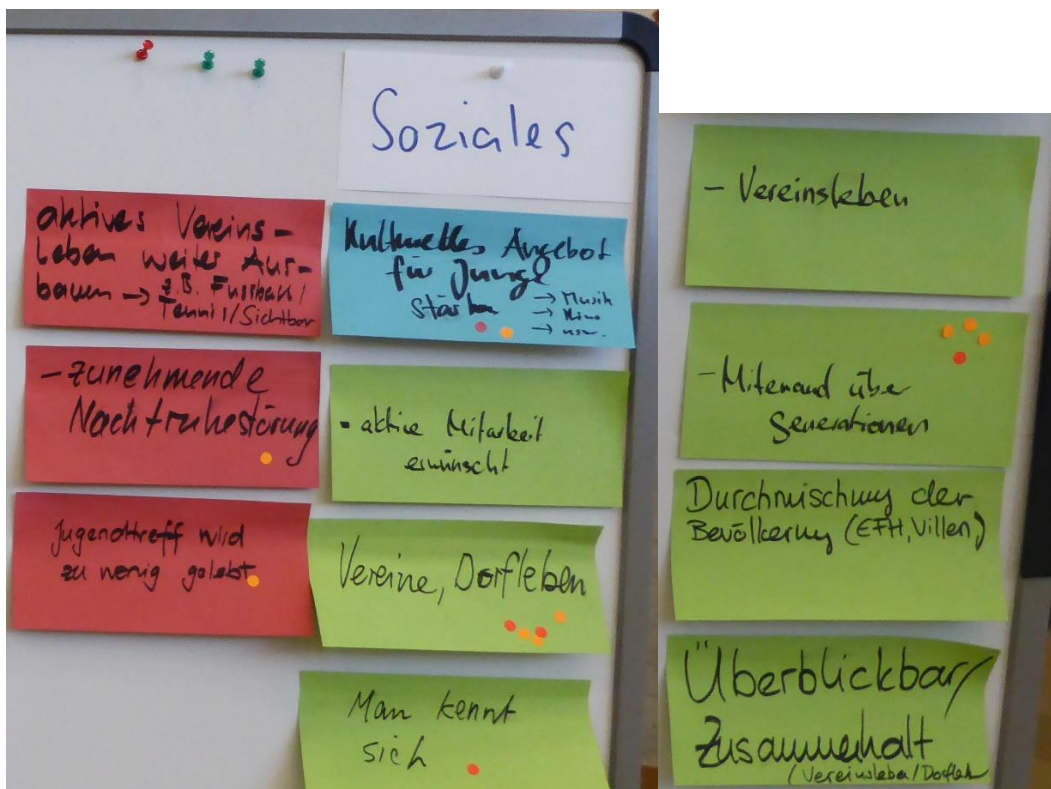 Soziales
aktives Vereins-
leben weiter Aus-
bauen → z.B. Fussball/
Tennis/Sichtbar
- zunehmende
Nachtruhestörung
Jugendtreff wird
zu wenig gelebt
Kulturelles Angebot
für Junge
stärken → Musik
→ Kino
→ usw.
- aktive Mitarbeit
erwünscht
Vereine, Dorfleben
Man kennt
sich
- Vereinsleben
- Mitenand über
Generationen
Durchmischung der
Bevölkerung (EFH, Villen)
Überblickbar/
Zusammenhalt
(Vereinsleben/Dorfleb